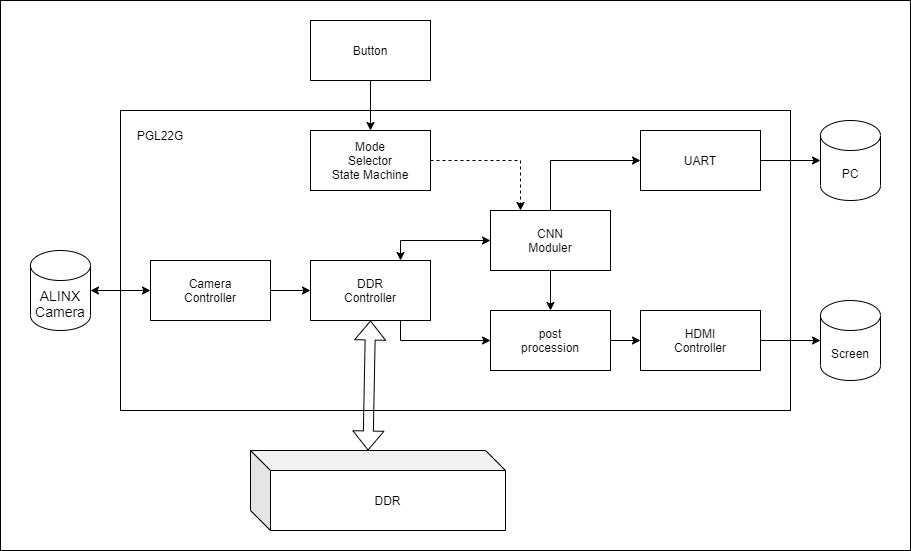 Button
PGL22G
Mode
Selector
State Machine
UART
PC
CNN
Moduler
ALINX
Camera
Camera
Controller
DDR
Controller
post
procession
HDMI
Controller
Screen
DDR